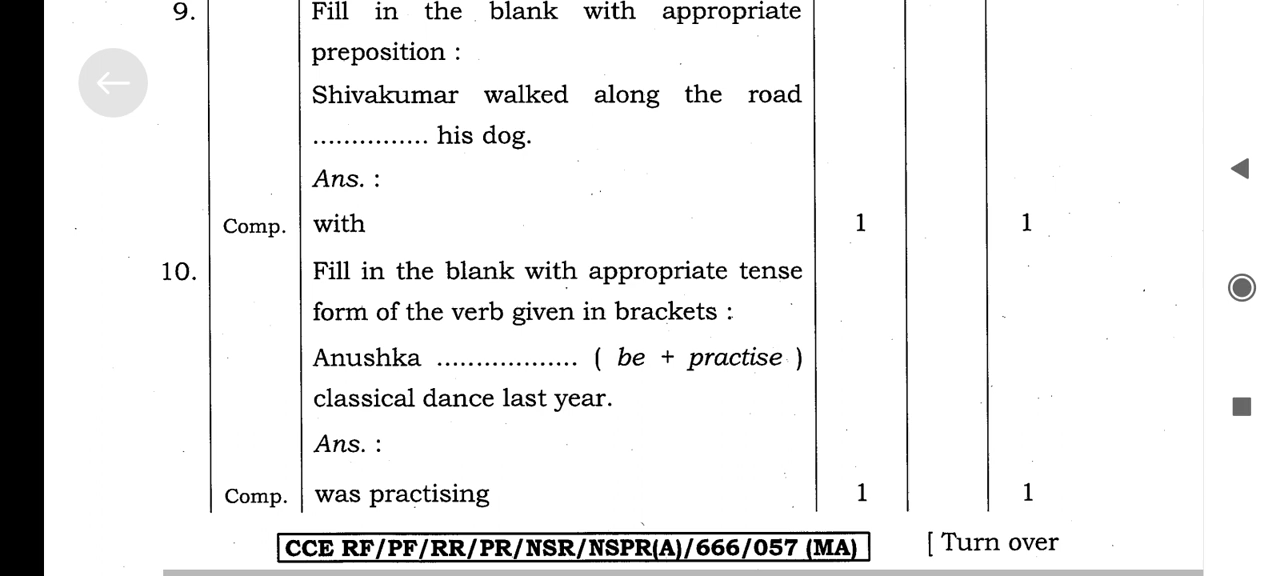 9.
Fill in the blank with appropriate
preposition :
Shivakumar walked along the road
............... his dog.
Ans. :
Comp. with 1 1
10.
Fill in the blank with appropriate tense
form of the verb given in brackets :
Anushka ................... ( be + practise )
classical dance last year.
Ans. :
Comp. was practising 1 1
CCE RF/PF/RR/PR/NSR/NSPR(A)/666/057 (MA) [ Turn over